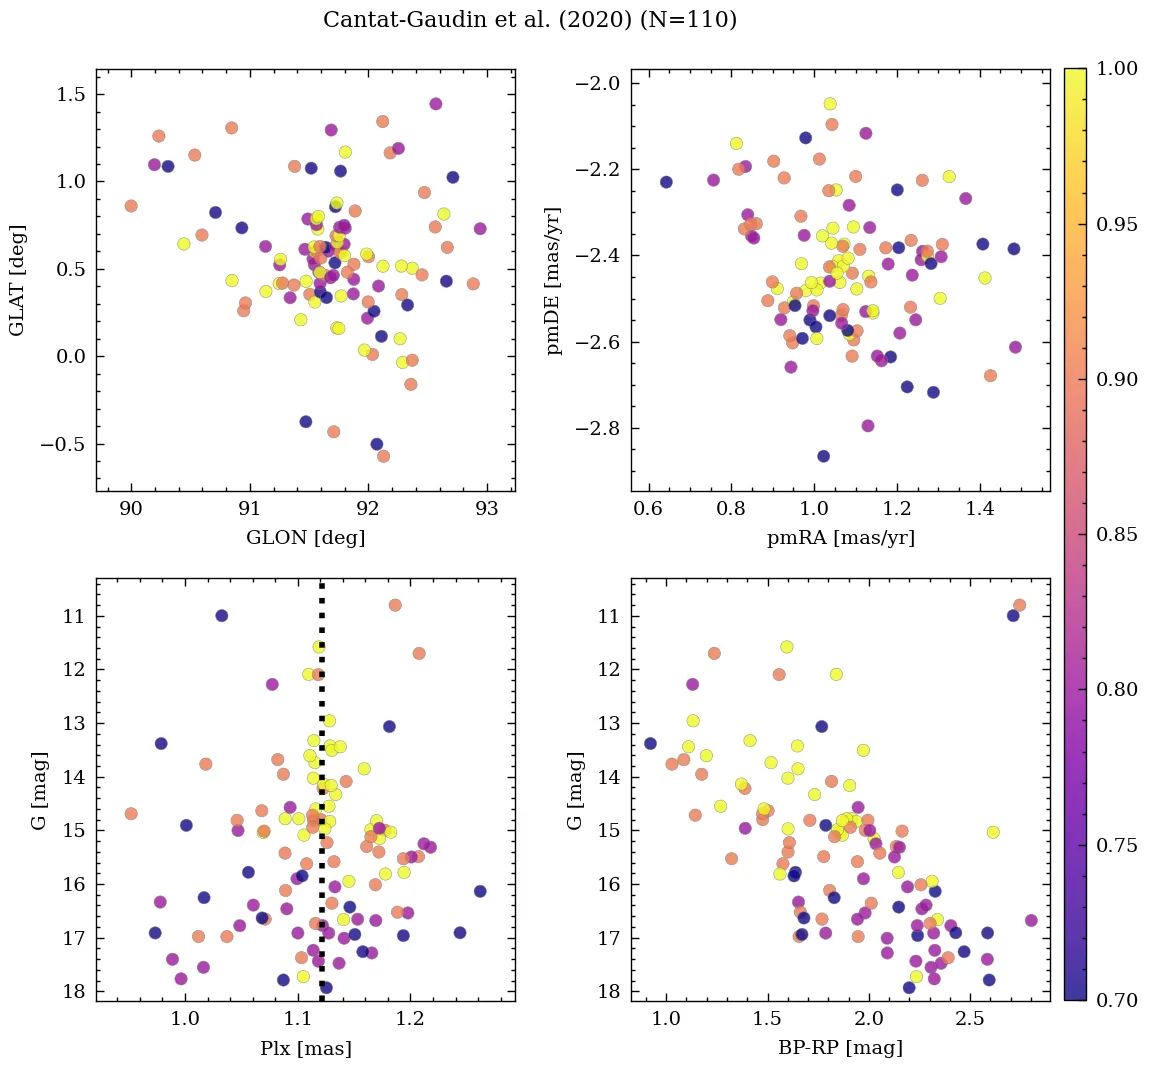 Cantat-Gaudin et al. (2020) (N=110)
1.5
1.0
0.5
0.0
−0.5
GLAT [deg]
90 91 92 93
GLON [deg]
−2.0
−2.2
−2.4
−2.6
−2.8
pmDE [mas/yr]
0.6 0.8 1.0 1.2 1.4
pmRA [mas/yr]
11
12
13
14
15
16
17
18
G [mag]
1.0 1.1 1.2
Plx [mas]
11
12
13
14
15
16
17
18
G [mag]
1.0 1.5 2.0 2.5
BP-RP [mag]
1.00
0.95
0.90
0.85
0.80
0.75
0.70